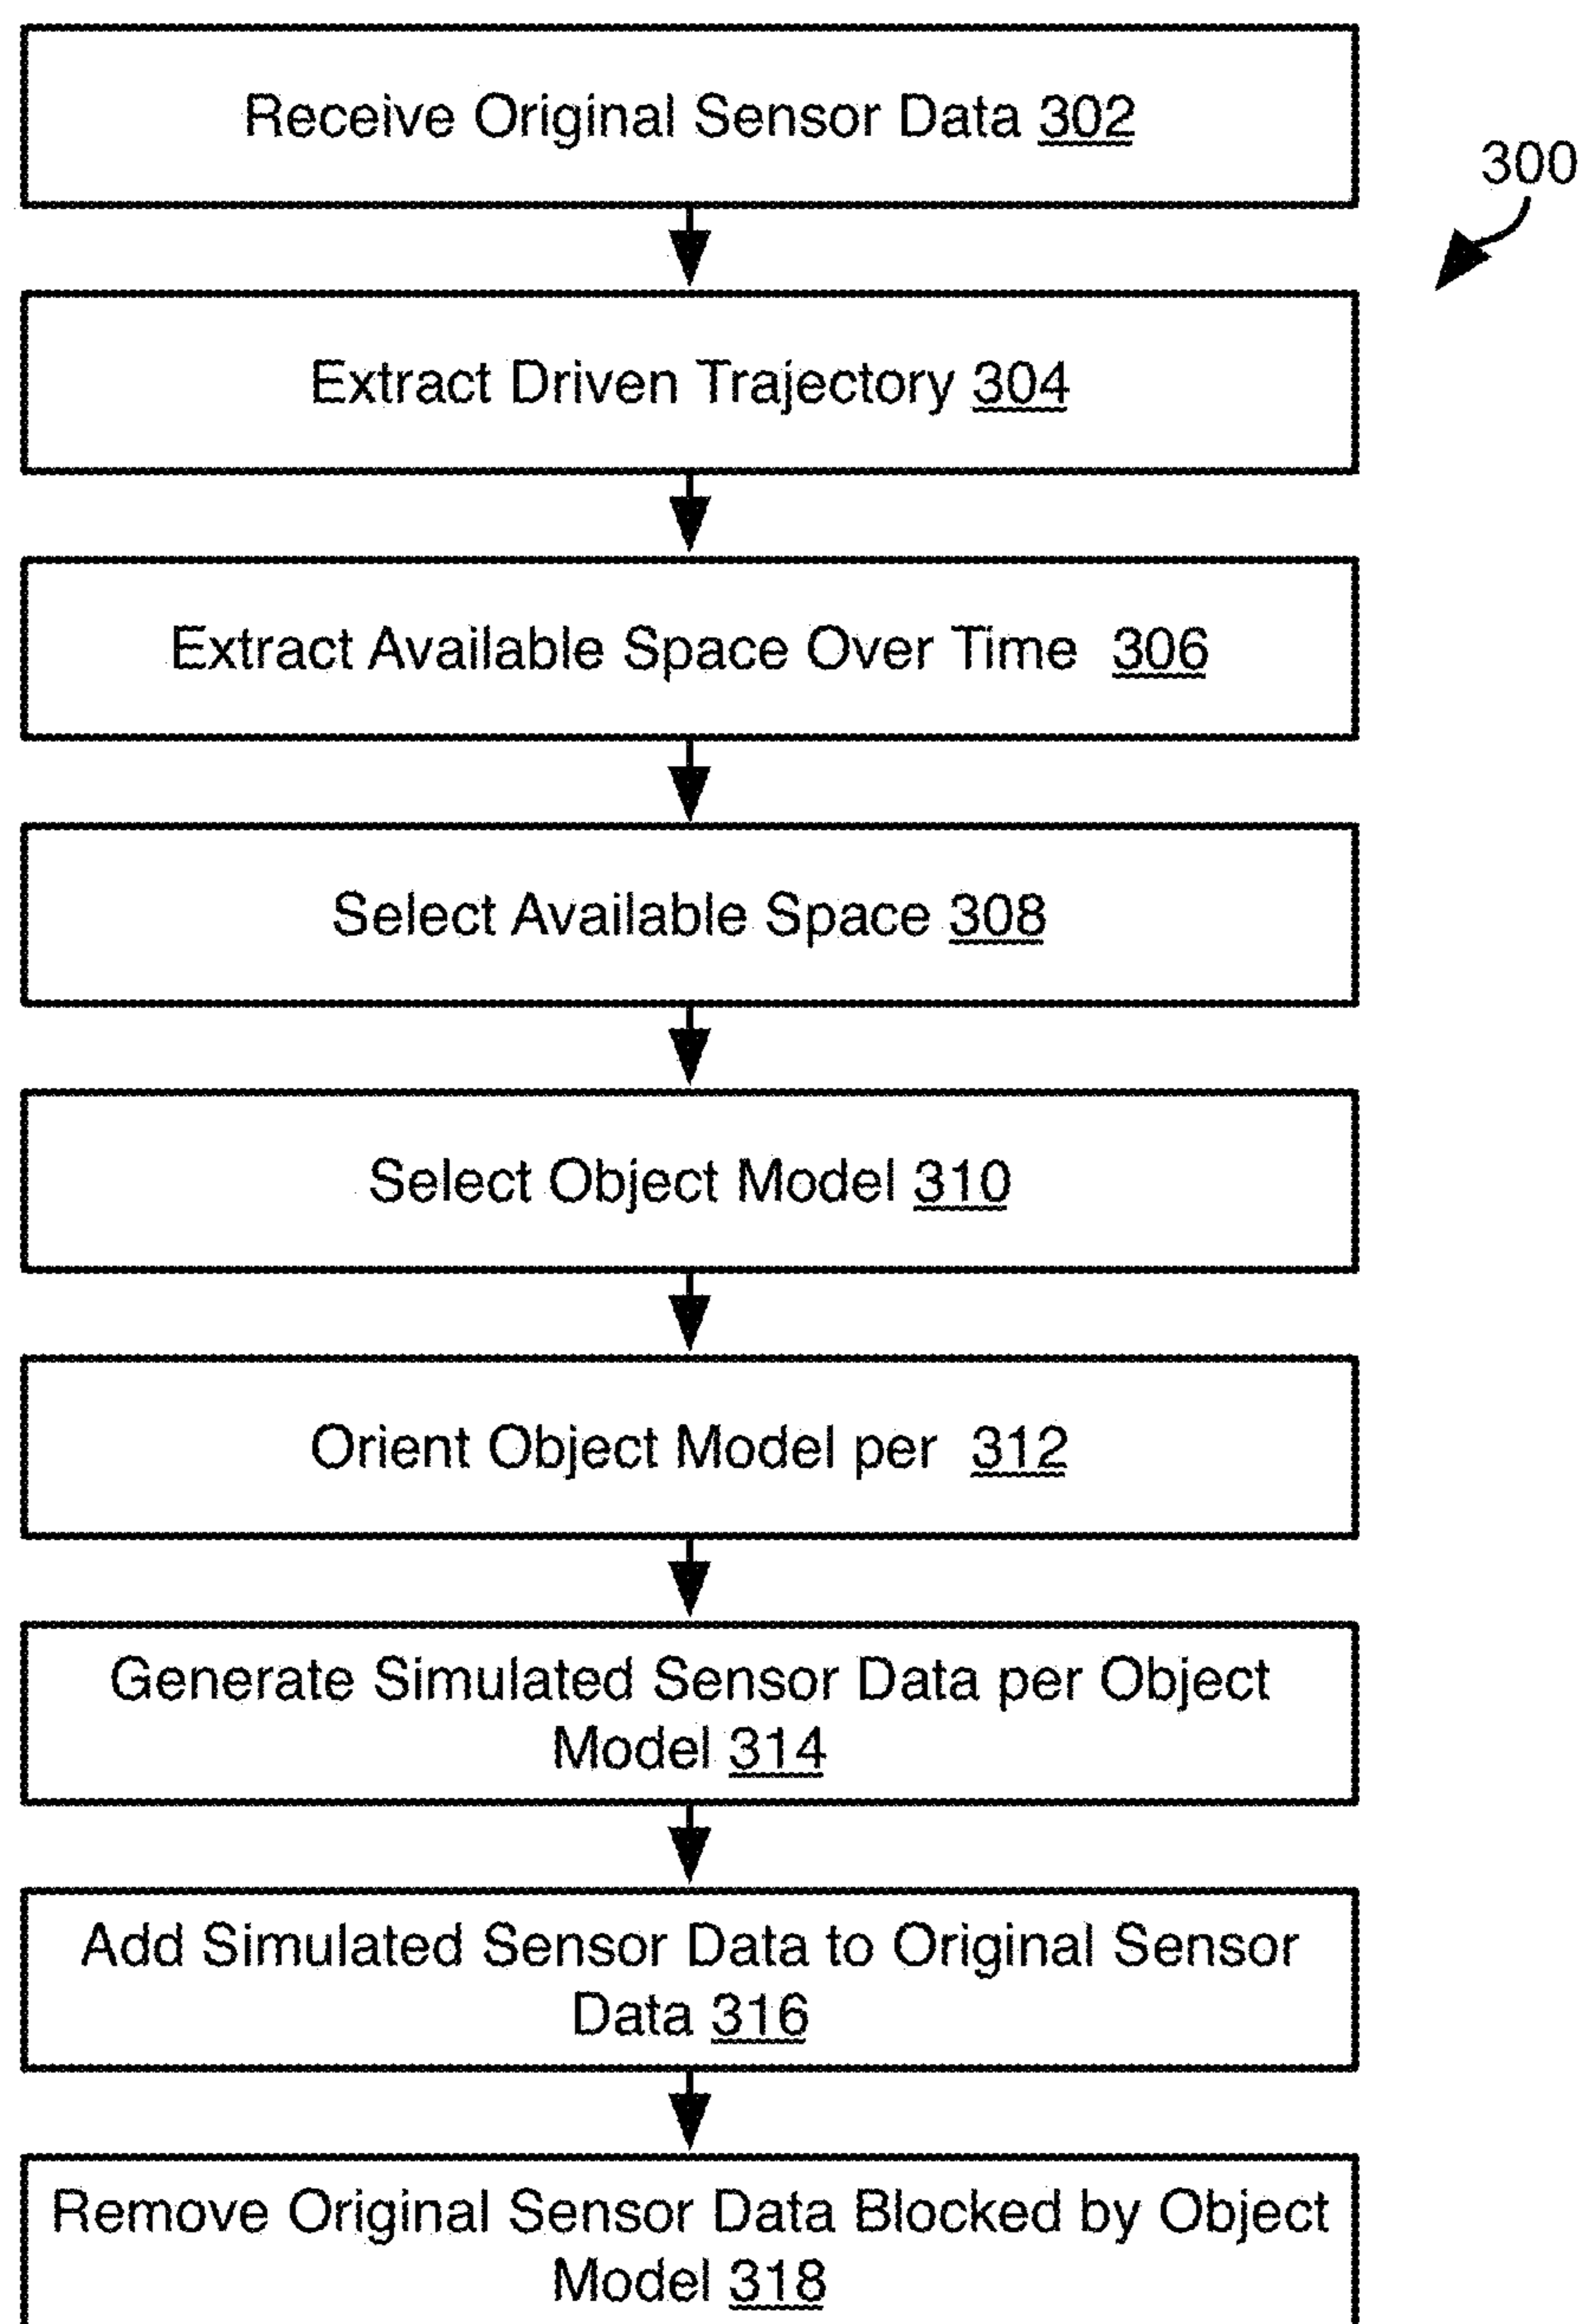 Receive Original Sensor Data 302
300
Extract Driven Trajectory 304
Extract Available Space Over Time 306
Select Available Space 308
Select Object Model 310
Orient Object Model per 312
Generate Simulated Sensor Data per Object
Model 314
Add Simulated Sensor Data to Original Sensor
Data 316
Remove Original Sensor Data Blocked by Object
Model 318